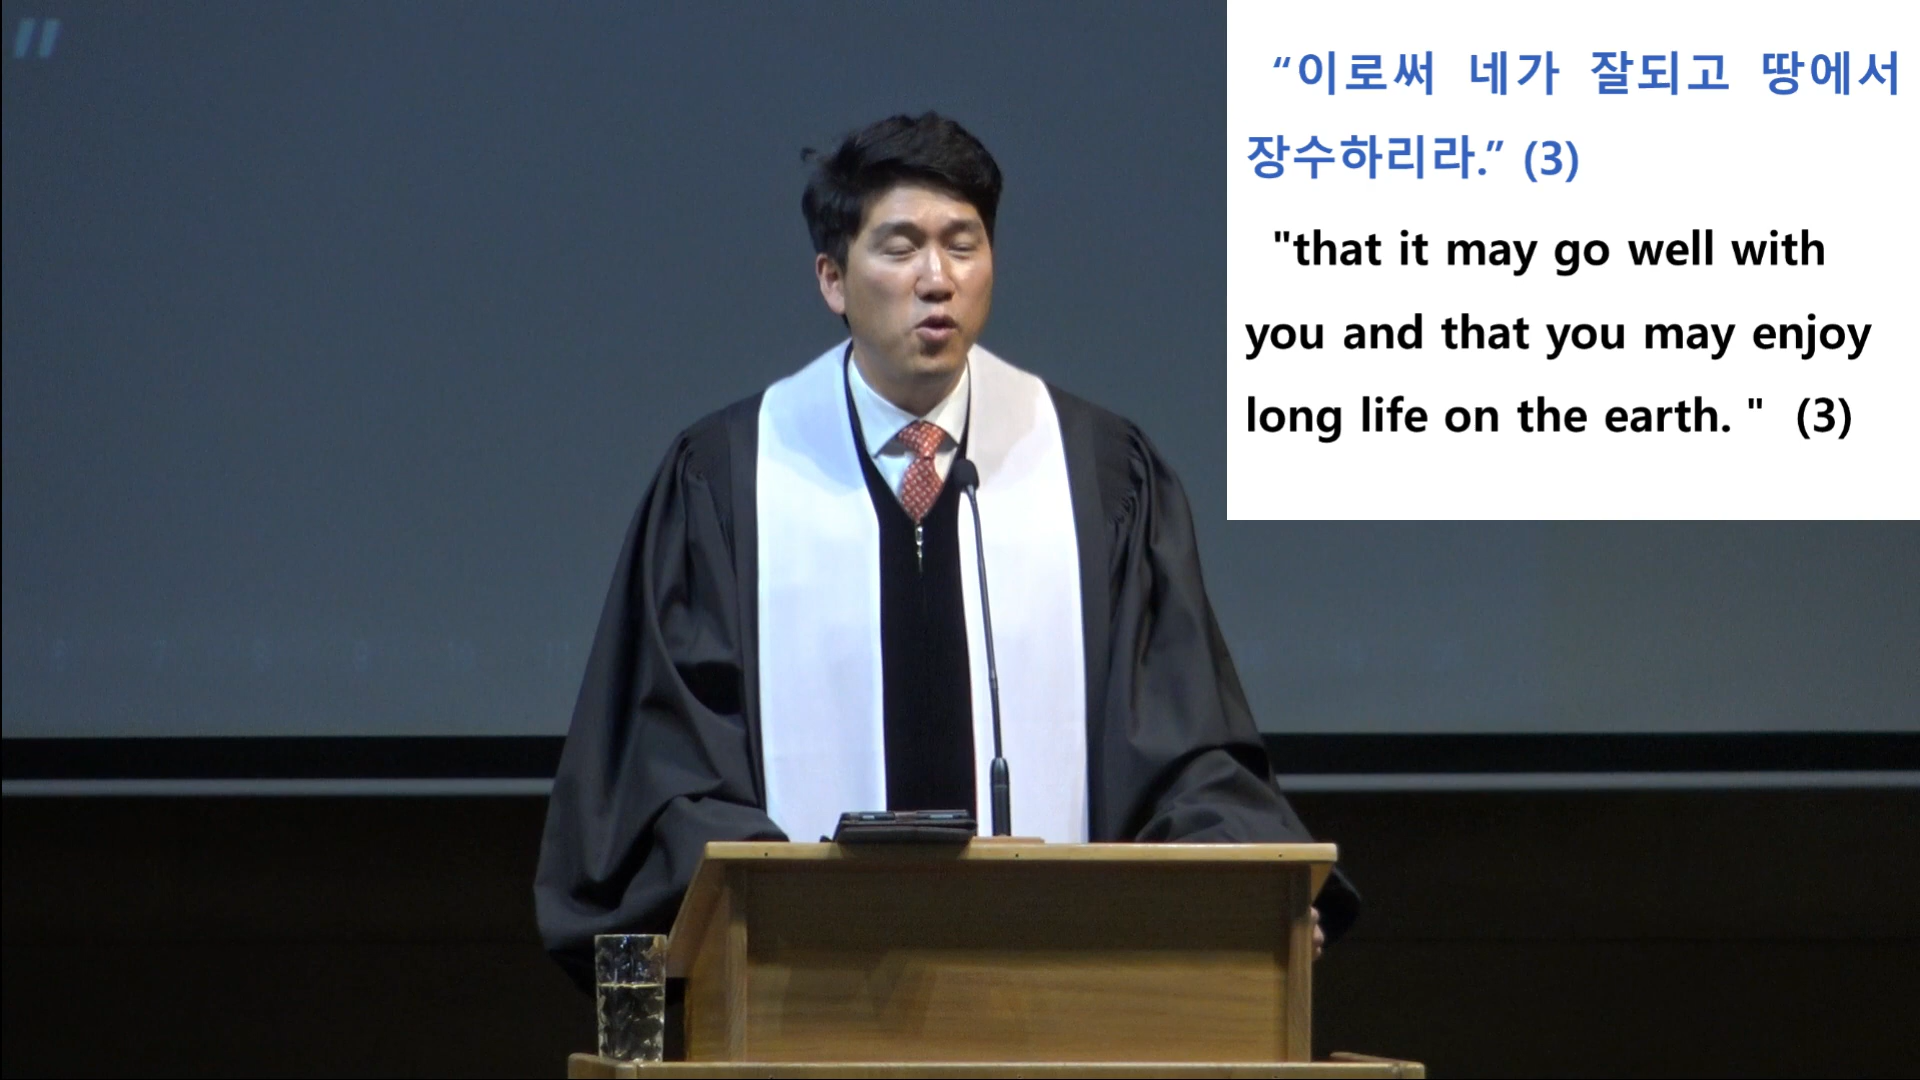 “이로써 네가 잘되고 땅에서
장수하리라.” (3)
"that it may go well with
you and that you may enjoy
long life on the earth. "  (3)